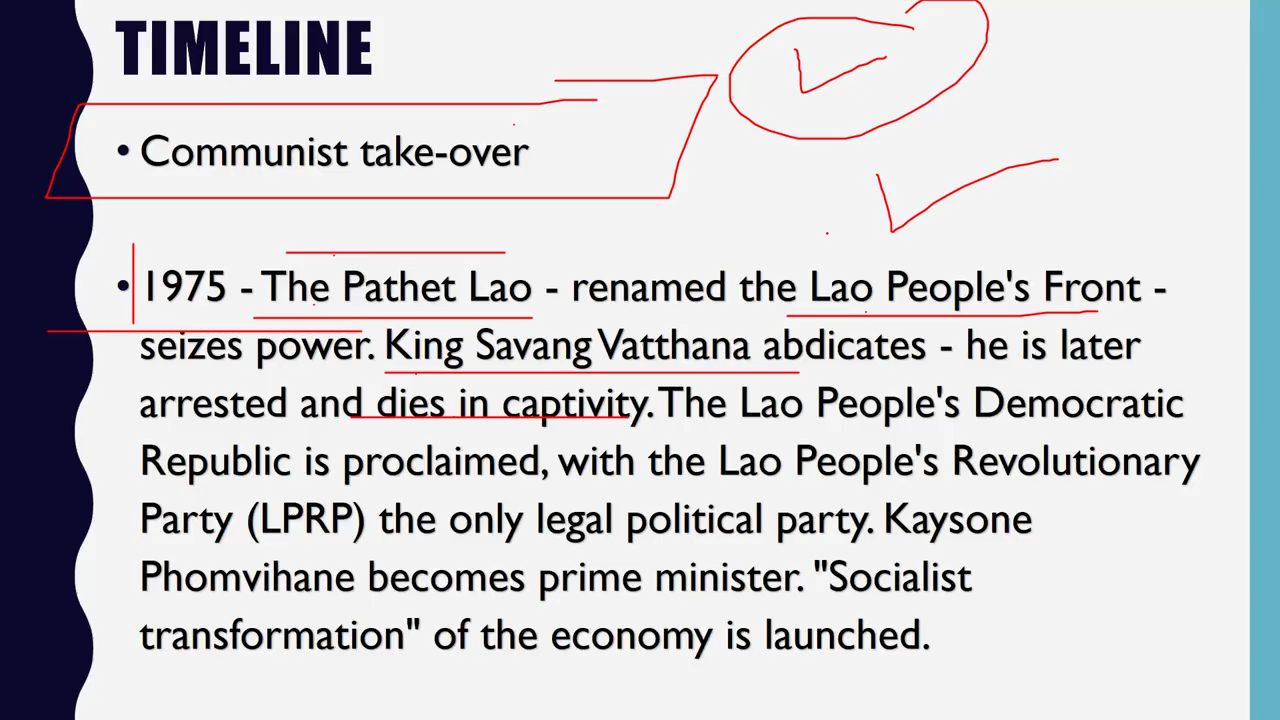 TIMELINE
• Communist take-over
• 1975 - The Pathet Lao - renamed the Lao People's Front -
seizes power. King Savang Vatthana abdicates - he is later
arrested and dies in captivity. The Lao People's Democratic
Republic is proclaimed, with the Lao People's Revolutionary
Party (LPRP) the only legal political party. Kaysone
Phomvihane becomes prime minister. "Socialist
transformation" of the economy is launched.